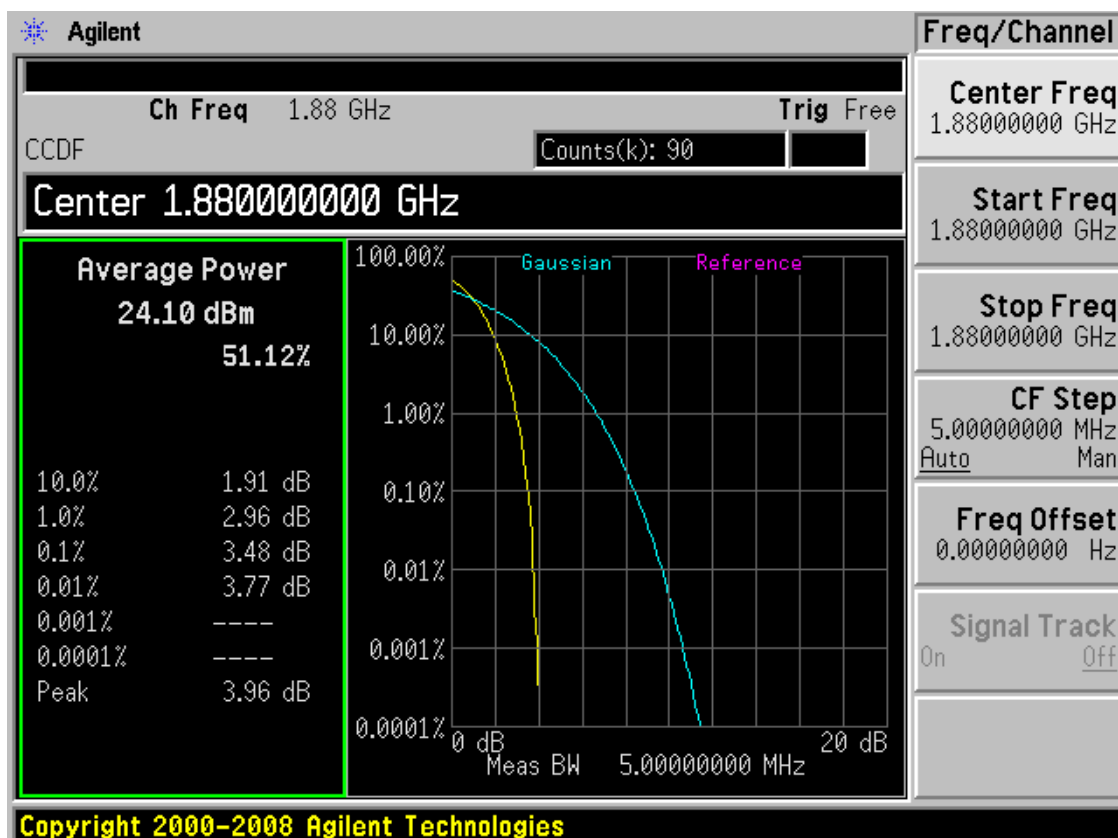 Agilent
Ch Freq 1.88 GHz Trig Free
CCDF Counts(k): 90
Center 1.880000000 GHz
Average Power
24.10 dBm
51.12%
10.0% 1.91 dB
1.0% 2.96 dB
0.1% 3.48 dB
0.01% 3.77 dB
0.001% ----
0.0001% ----
Peak 3.96 dB
Gaussian Reference
100.00%
10.00%
1.00%
0.10%
0.01%
0.001%
0.0001%
0 dB 20 dB
Meas BW 5.00000000 MHz
Freq/Channel
Center Freq
1.88000000 GHz
Start Freq
1.88000000 GHz
Stop Freq
1.88000000 GHz
CF Step
5.00000000 MHz
Auto Man
Freq Offset
0.00000000 Hz
Signal Track
On Off
Copyright 2000-2008 Agilent Technologies